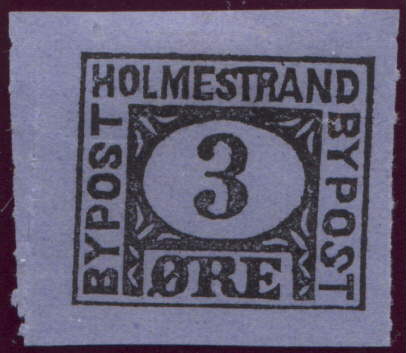 HOLMESTRAND
BYPOST
3
BYPOST
ØRE